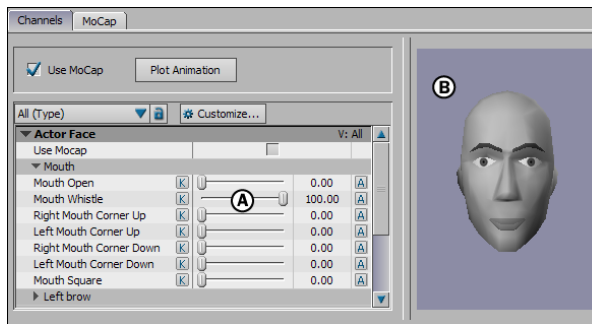 Channels MoCap
Use MoCap Plot Animation
All (Type) Customize...
Actor Face V: All
Use Mocap
Mouth
Mouth Open K 0.00 A
Mouth Whistle K A 100.00 A
Right Mouth Corner Up K 0.00 A
Left Mouth Corner Up K 0.00 A
Right Mouth Corner Down K 0.00 A
Left Mouth Corner Down K 0.00 A
Mouth Square K 0.00 A
Left brow
B